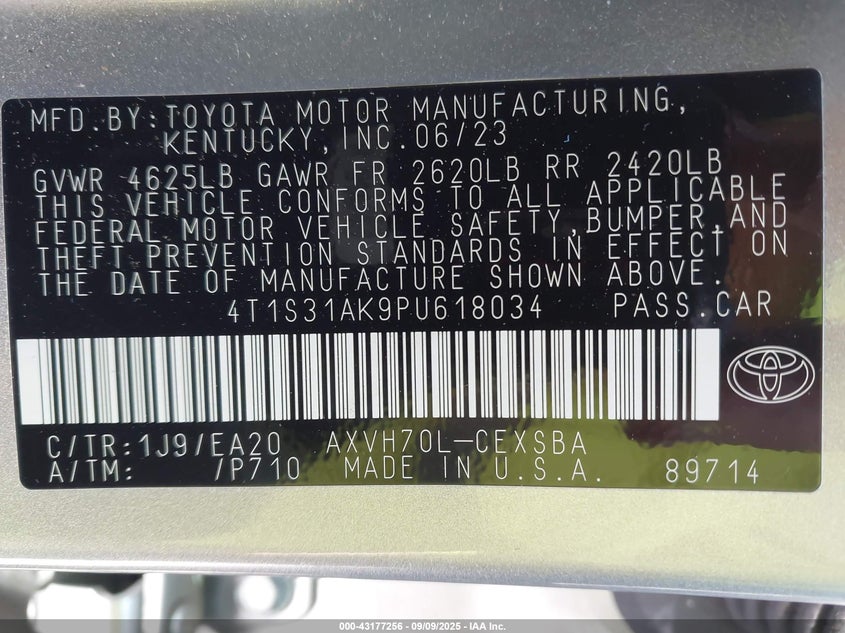 MFD.BY:TOYOTA MOTOR MANUFACTURING,
KENTUCKY,INC.06/23
GVWR 4625LB GAWR FR 2620LB RR 2420LB
THIS VEHICLE CONFORMS TO ALL APPLICABLE
FEDERAL MOTOR VEHICLE SAFETY,BUMPER,AND
THEFT PREVENTION STANDARDS IN EFFECT ON
THE DATE OF MANUFACTURE SHOWN ABOVE.
4T1S31AK9PU618034 PASS.CAR
C/TR:1J9/EA20 AXVH70L-CEXSBA
A/TM: /P710 MADE IN U.S.A. 89714
000-43177256 | 09/09/2025 | IAA Inc.